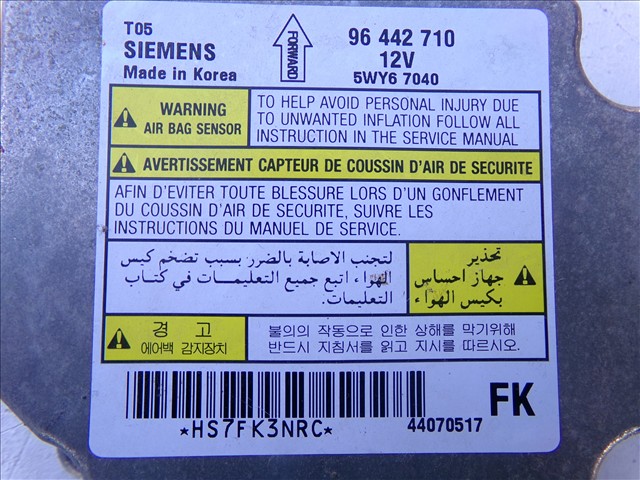 T05
SIEMENS
Made in Korea
FORWARD
96 442 710
12V
5WY6 7040
WARNING
AIR BAG SENSOR
TO HELP AVOID PERSONAL INJURY DUE
TO UNWANTED INFLATION FOLLOW ALL
INSTRUCTION IN THE SERVICE MANUAL
AVERTISSEMENT CAPTEUR DE COUSSIN D'AIR DE SECURITE
AFIN D'EVITER TOUTE BLESSURE LORS D'UN GONFLEMENT
DU COUSSIN D'AIR DE SECURITE, SUIVRE LES
INSTRUCTIONS DU MANUEL DE SERVICE.
تحذير
جهاز احساس
بكيس الهواء
لتجنب الاصابة بالضرر بسبب تضخم كيس
الهواء اتبع جميع التعليمات في كتاب
التعليمات.
경 고
에어백 감지장치
불의의 작동으로 인한 상해를 막기위해
반드시 지침서를 읽고 지시를 따르십시오.
*HS7FK3NRC*
FK
44070517